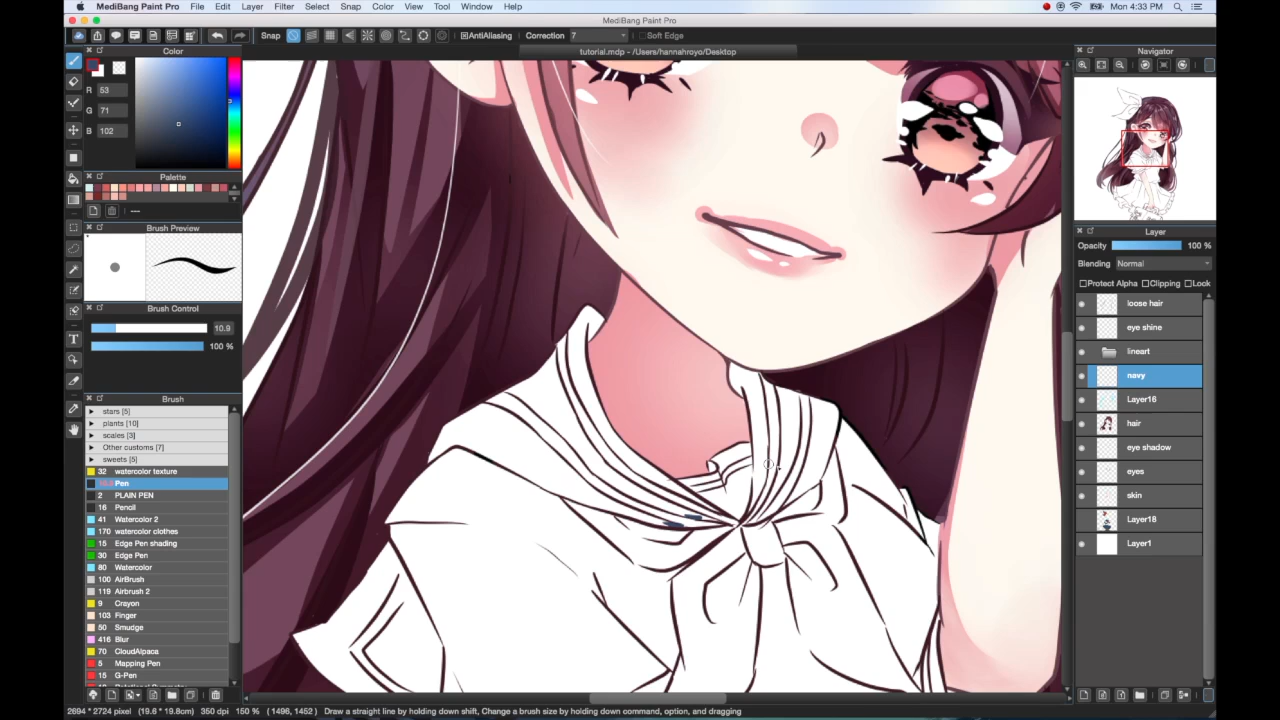 MediBang Paint Pro File Edit Layer Filter Select Snap Color View Tool Window Help Mon 4:33 PM
MediBang Paint Pro
Snap AntiAliasing Correction 7 Soft Edge
tutorial.mdp - /Users/hannahroyo/Desktop
Color
R 53
G 71
B 102
Palette
---
Brush Preview
Brush Control
10.9
100 %
Brush
stars [5]
plants [10]
scales [3]
Other customs [7]
sweets [5]
32 watercolor texture
Pen
2 PLAIN PEN
16 Pencil
41 Watercolor 2
170 watercolor clothes
15 Edge Pen shading
30 Edge Pen
80 Watercolor
100 AirBrush
119 Airbrush 2
9 Crayon
103 Finger
50 Smudge
416 Blur
70 CloudAlpaca
5 Mapping Pen
15 G-Pen
Navigator
Layer
Opacity 100 %
Blending Normal
Protect Alpha Clipping Lock
loose hair
eye shine
lineart
navy
Layer16
hair
eye shadow
eyes
skin
Layer18
Layer1
2694 * 2724 pixel (19.6 * 19.8cm) 350 dpi 150 % ( 1496, 1452 ) Draw a straight line by holding down shift, Change a brush size by holding down command, option, and dragging